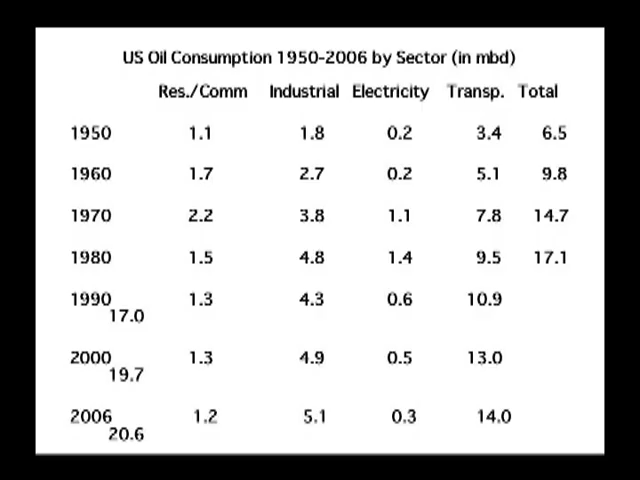 US Oil Consumption 1950-2006 by Sector (in mbd)
Res./Comm Industrial Electricity Transp. Total
1950 1.1 1.8 0.2 3.4 6.5
1960 1.7 2.7 0.2 5.1 9.8
1970 2.2 3.8 1.1 7.8 14.7
1980 1.5 4.8 1.4 9.5 17.1
1990 1.3 4.3 0.6 10.9
17.0
2000 1.3 4.9 0.5 13.0
19.7
2006 1.2 5.1 0.3 14.0
20.6